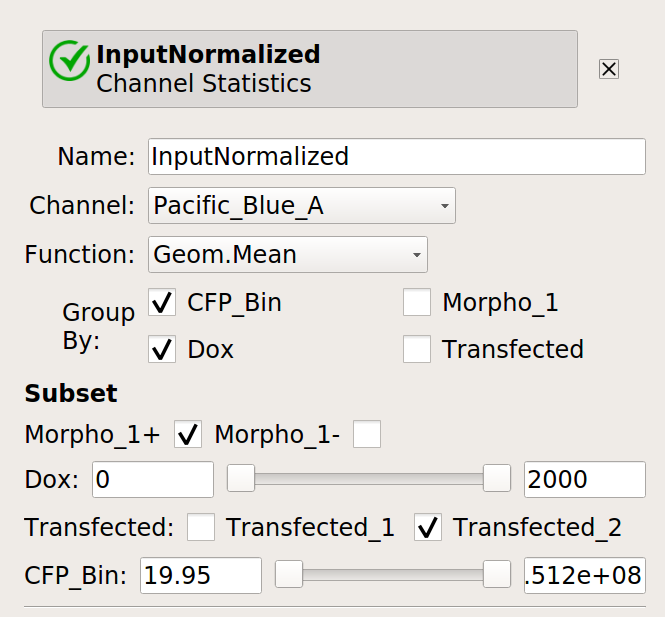 InputNormalized
Channel Statistics
Name: InputNormalized
Channel: Pacific_Blue_A
Function: Geom.Mean
Group By: CFP_Bin Morpho_1
Dox Transfected
Subset
Morpho_1+ Morpho_1-
Dox: 0 2000
Transfected: Transfected_1 Transfected_2
CFP_Bin: 19.95 .512e+08